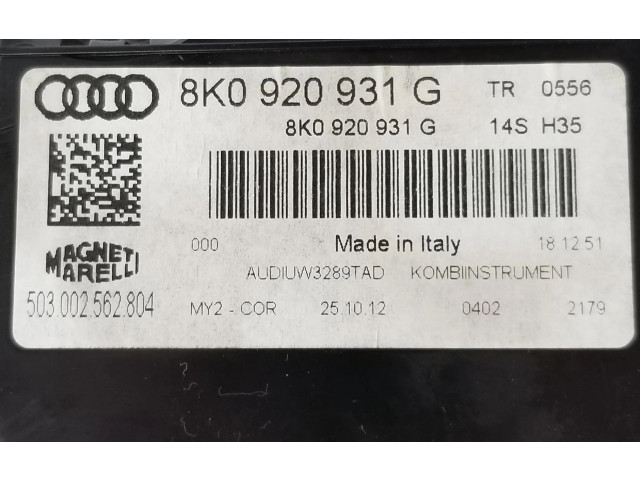 8K0 920 931 G TR 0556
8K0 920 931 G 14S H35
000 Made in Italy 18 12 51
MAGNETI MARELLI
AUDIUW3289TAD KOMBIINSTRUMENT
503.002.562.804
MY2 - COR 25.10.12 0402 2179